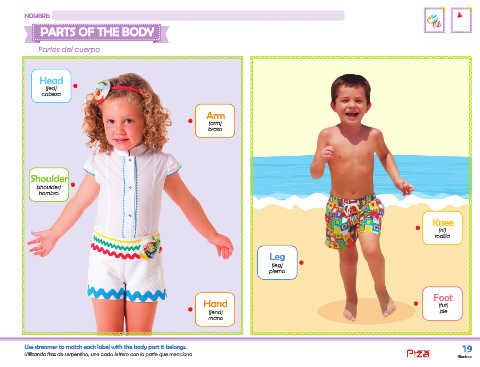 NOMBRE:
PARTS OF THE BODY
Partes del cuerpo
Head
(jed)
cabeza
Arm
(arm)
brazo
Shoulder
(shoulder)
hombro
Knee
(ni)
rodilla
Leg
(leg)
pierna
Hand
(jand)
mano
Foot
(fut)
pie
Use streamer to match each label with the body part it belongs.
Utilizando tiras de serpentina, une cada letrero con la parte que menciona.
19